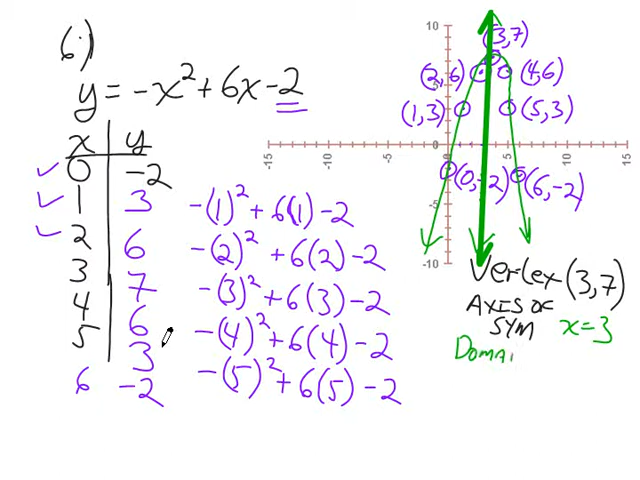 6.)
y = -x² + 6x - 2
x | y
0 | -2
1 | 3
2 | 6
3 | 7
4 | 6
5 | 3
6 -2
-(1)² + 6(1) - 2
-(2)² + 6(2) - 2
-(3)² + 6(3) - 2
-(4)² + 6(4) - 2
-(5)² + 6(5) - 2
10
5
-5
-10
-15 -10 -5 0 5 10 15
(3,7)
(2,6) (4,6)
(1,3) (5,3)
(0,-2) (6,-2)
Vertex (3,7)
AXIS OF
SYM x=3
DOMA